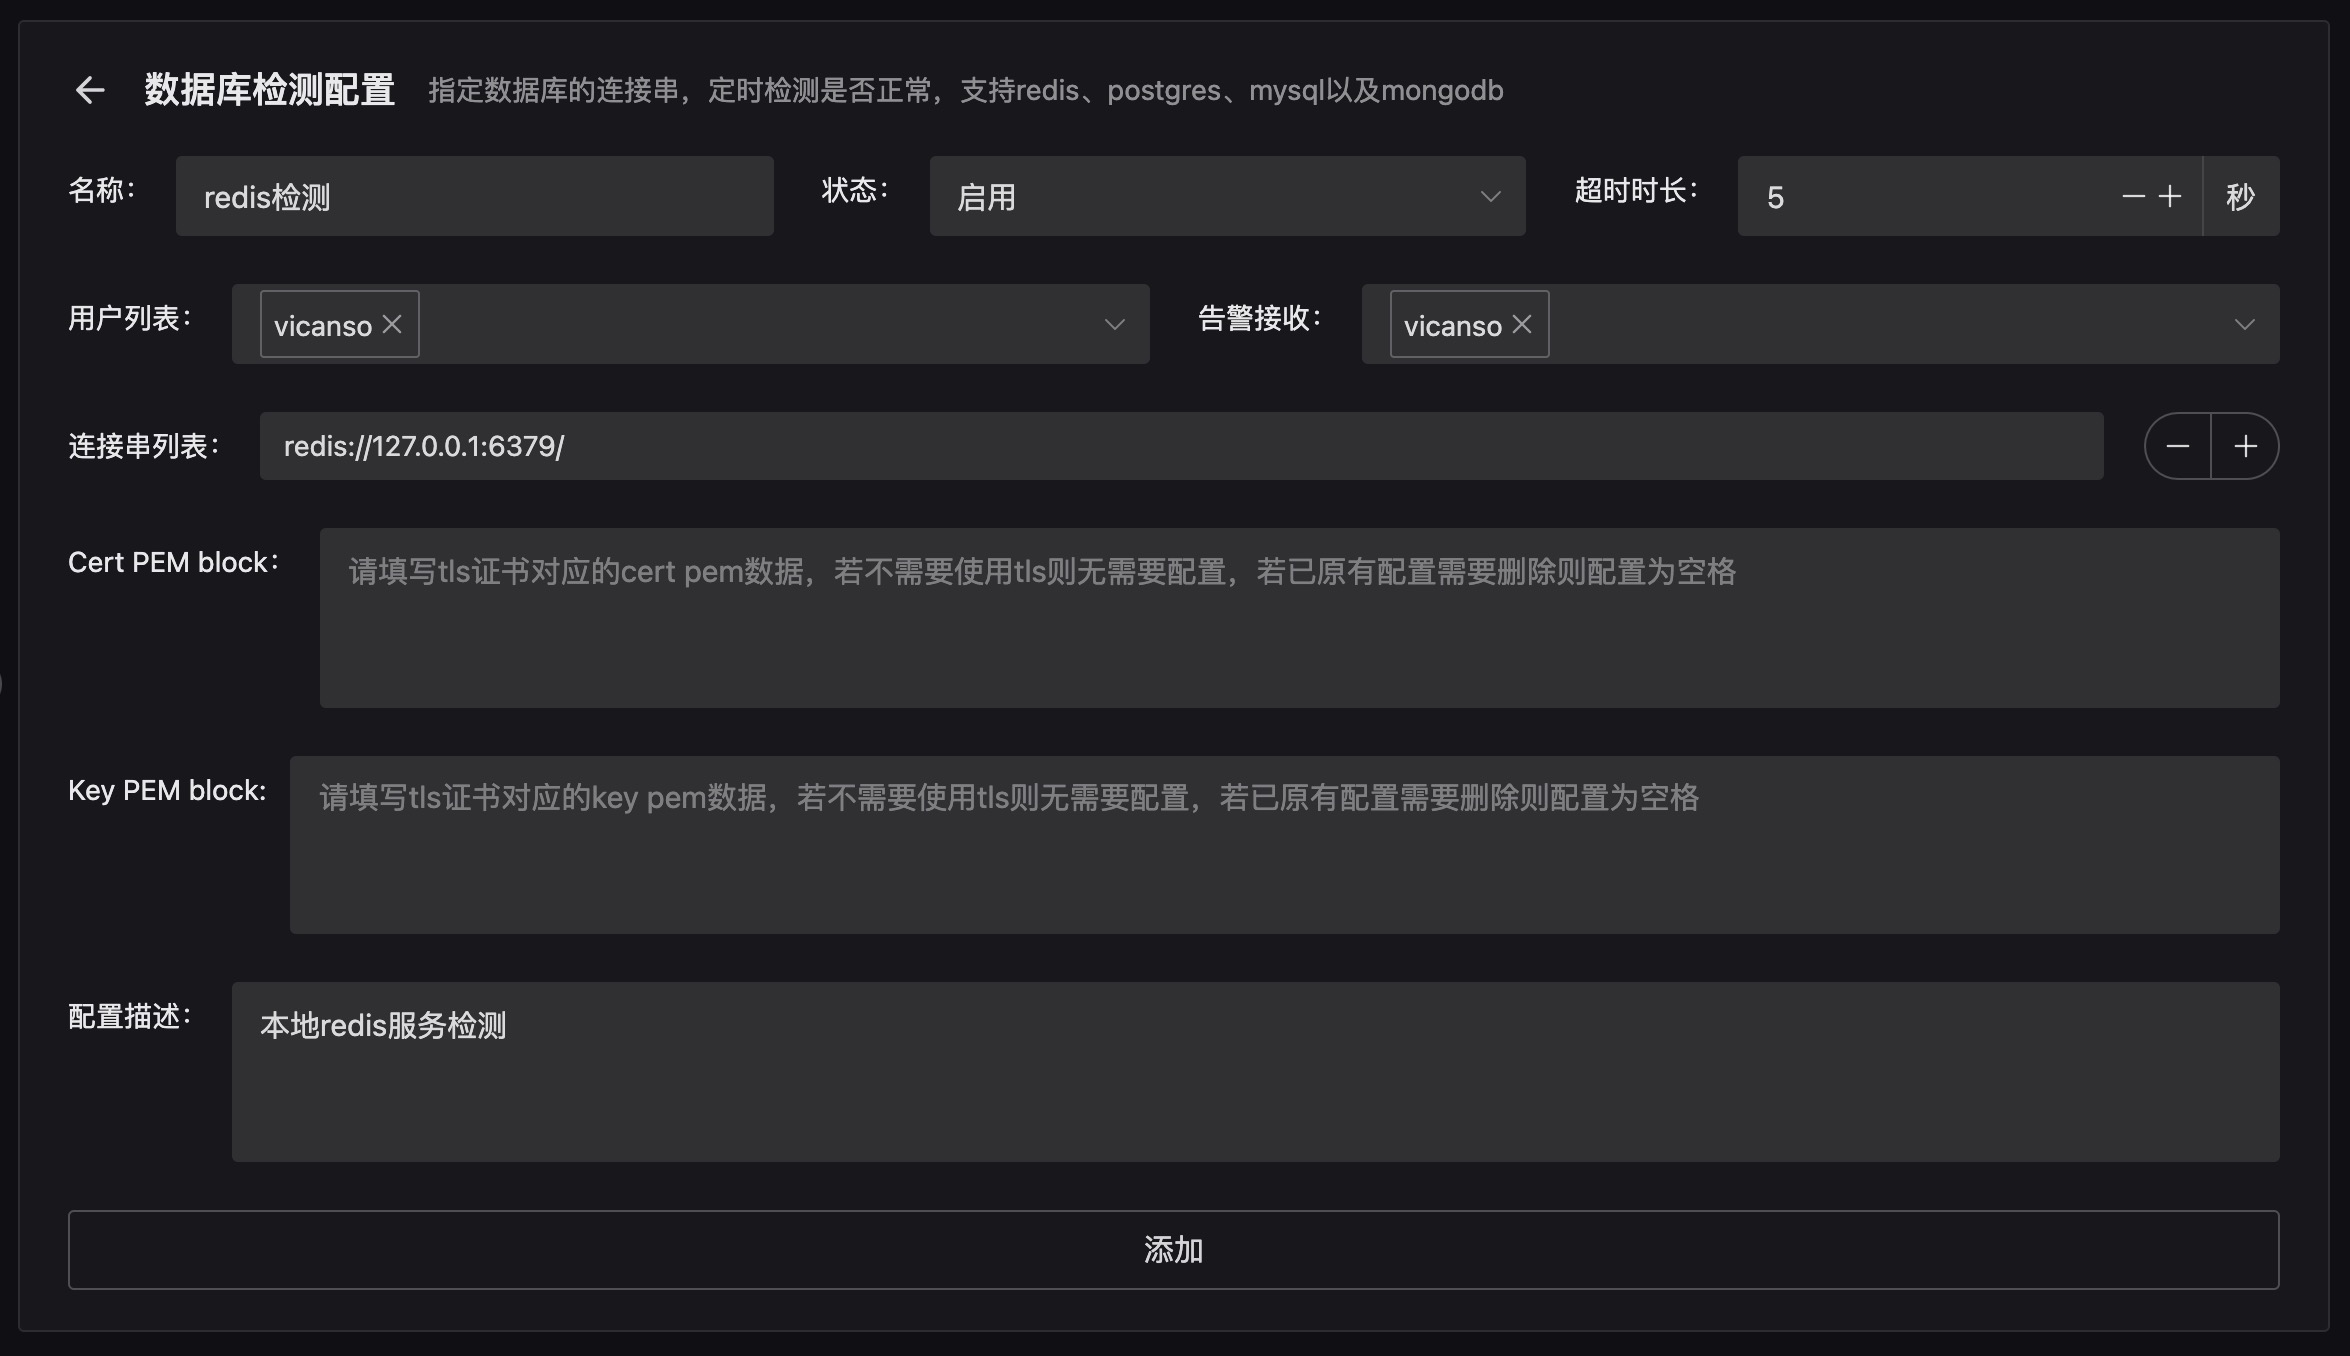 数据库检测配置 指定数据库的连接串，定时检测是否正常，支持redis、postgres、mysql以及mongodb
名称： redis检测 状态： 启用 超时时长： 5 秒
用户列表： vicanso 告警接收： vicanso
连接串列表： redis://127.0.0.1:6379/
Cert PEM block： 请填写tls证书对应的cert pem数据，若不需要使用tls则无需要配置，若已原有配置需要删除则配置为空格
Key PEM block: 请填写tls证书对应的key pem数据，若不需要使用tls则无需要配置，若已原有配置需要删除则配置为空格
配置描述： 本地redis服务检测
添加